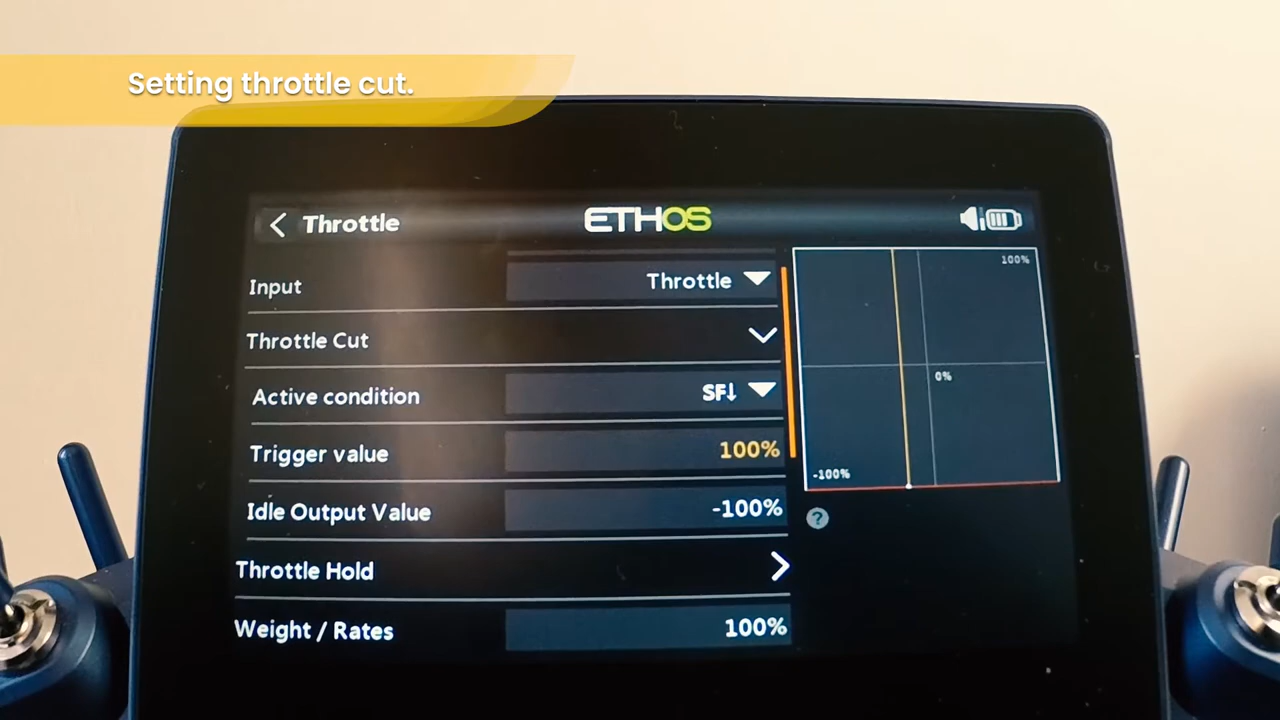 Setting throttle cut.
Throttle
ETHOS
Input
Throttle
Throttle Cut
Active condition
SF↓
Trigger value
100%
Idle Output Value
-100%
Throttle Hold
Weight / Rates
100%
100%
0%
-100%
?